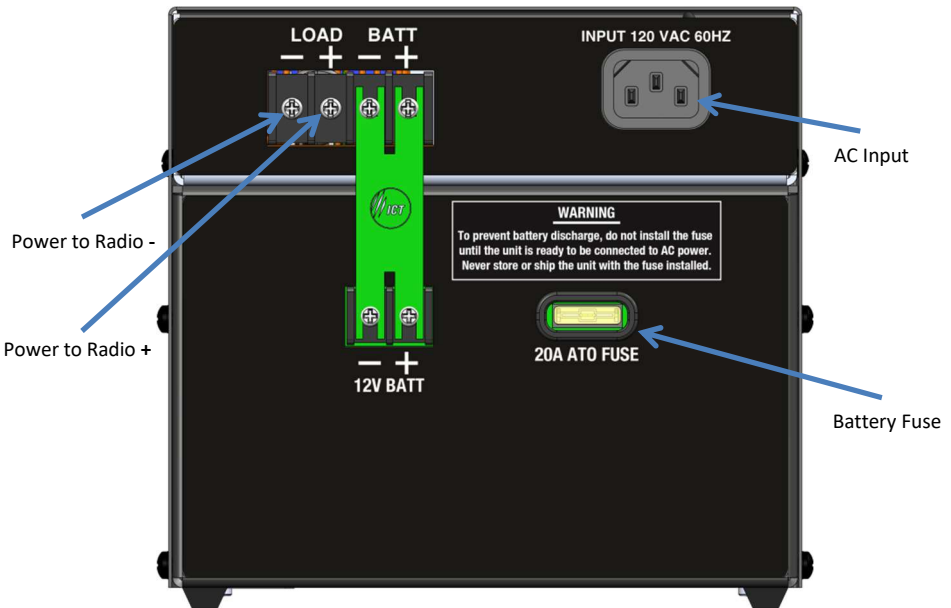 LOAD BATT
− + − +
INPUT 120 VAC 60HZ
AC Input
ICT
WARNING
To prevent battery discharge, do not install the fuse
until the unit is ready to be connected to AC power.
Never store or ship the unit with the fuse installed.
Power to Radio -
Power to Radio +
20A ATO FUSE
− +
12V BATT
Battery Fuse